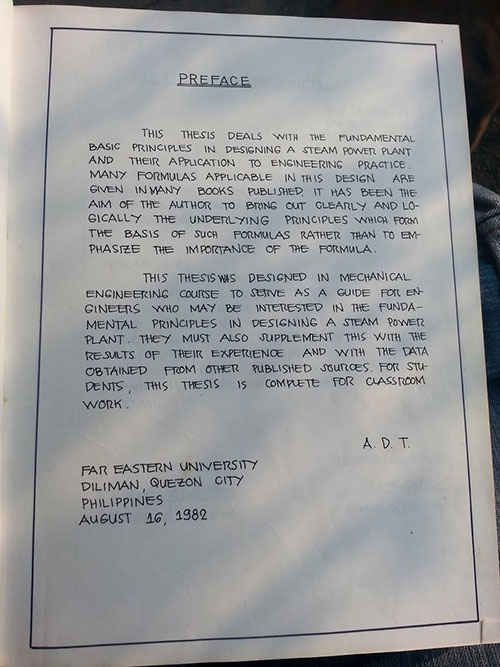 PREFACE
THIS THESIS DEALS WITH THE FUNDAMENTAL
BASIC PRINCIPLES IN DESIGNING A STEAM POWER PLANT
AND THEIR APPLICATION TO ENGINEERING PRACTICE.
MANY FORMULAS APPLICABLE IN THIS DESIGN ARE
GIVEN IN MANY BOOKS PUBLISHED. IT HAS BEEN THE
AIM OF THE AUTHOR TO BRING OUT CLEARLY AND LO-
GICALLY THE UNDERLYING PRINCIPLES WHICH FORM
THE BASIS OF SUCH FORMULAS RATHER THAN TO EM-
PHASIZE THE IMPORTANCE OF THE FORMULA.
THIS THESIS WAS DESIGNED IN MECHANICAL
ENGINEERING COURSE TO SERVE AS A GUIDE FOR EN-
GINEERS WHO MAY BE INTERESTED IN THE FUNDA-
MENTAL PRINCIPLES IN DESIGNING A STEAM POWER
PLANT. THEY MUST ALSO SUPPLEMENT THIS WITH THE
RESULTS OF THEIR EXPERIENCE AND WITH THE DATA
OBTAINED FROM OTHER PUBLISHED SOURCES. FOR STU-
DENTS, THIS THESIS IS COMPLETE FOR CLASSROOM
WORK.
A. D. T.
FAR EASTERN UNIVERSITY
DILIMAN, QUEZON CITY
PHILIPPINES
AUGUST 16, 1982